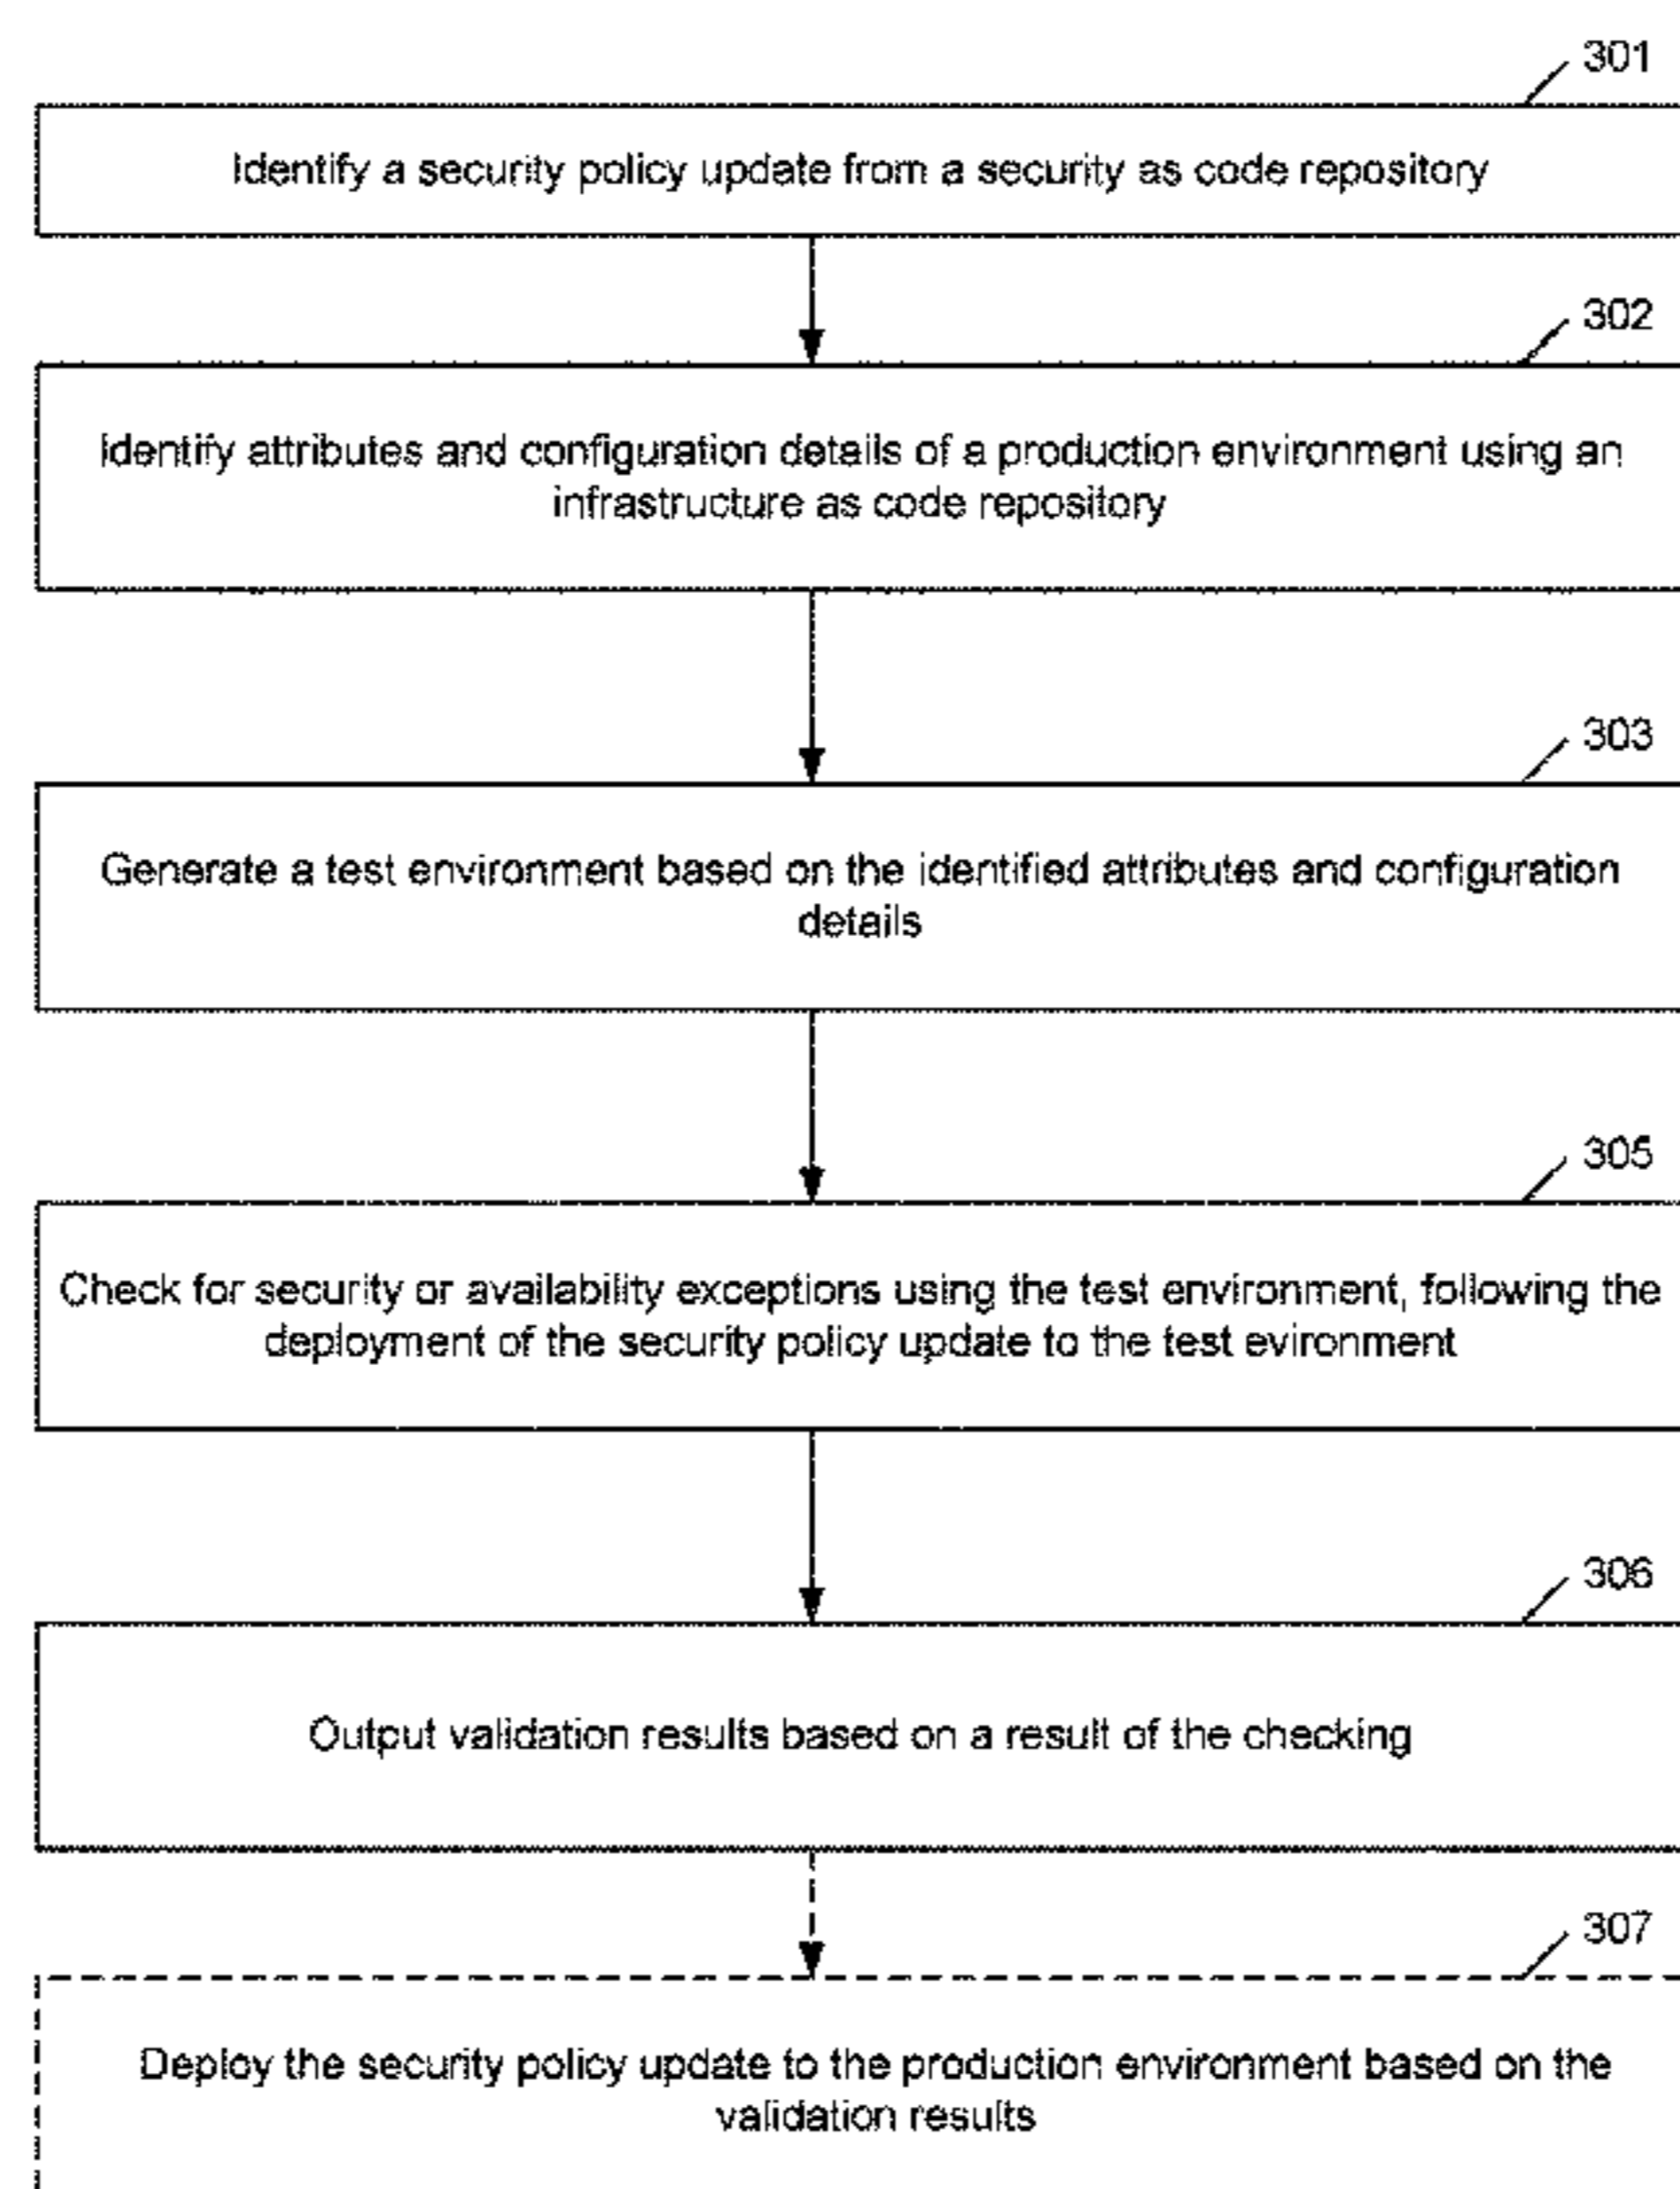 301
Identify a security policy update from a security as code repository
302
Identify attributes and configuration details of a production environment using an
infrastructure as code repository
303
Generate a test environment based on the identified attributes and configuration
details
305
Check for security or availability exceptions using the test environment, following the
deployment of the security policy update to the test evironment
306
Output validation results based on a result of the checking
307
Deploy the security policy update to the production environment based on the
validation results